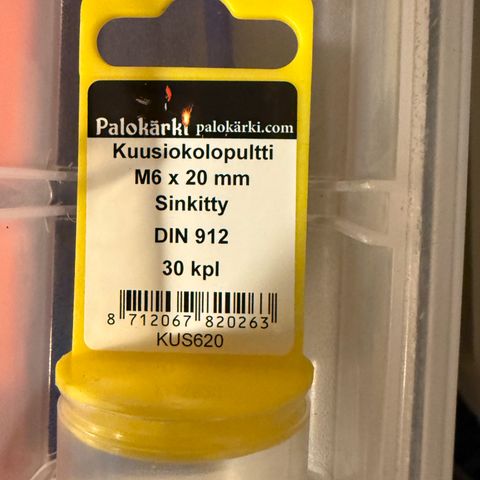 Palokärki palokärki.com
Kuusiokolopultti
M6 x 20 mm
Sinkitty
DIN 912
30 kpl
8 712067 820263
KUS620